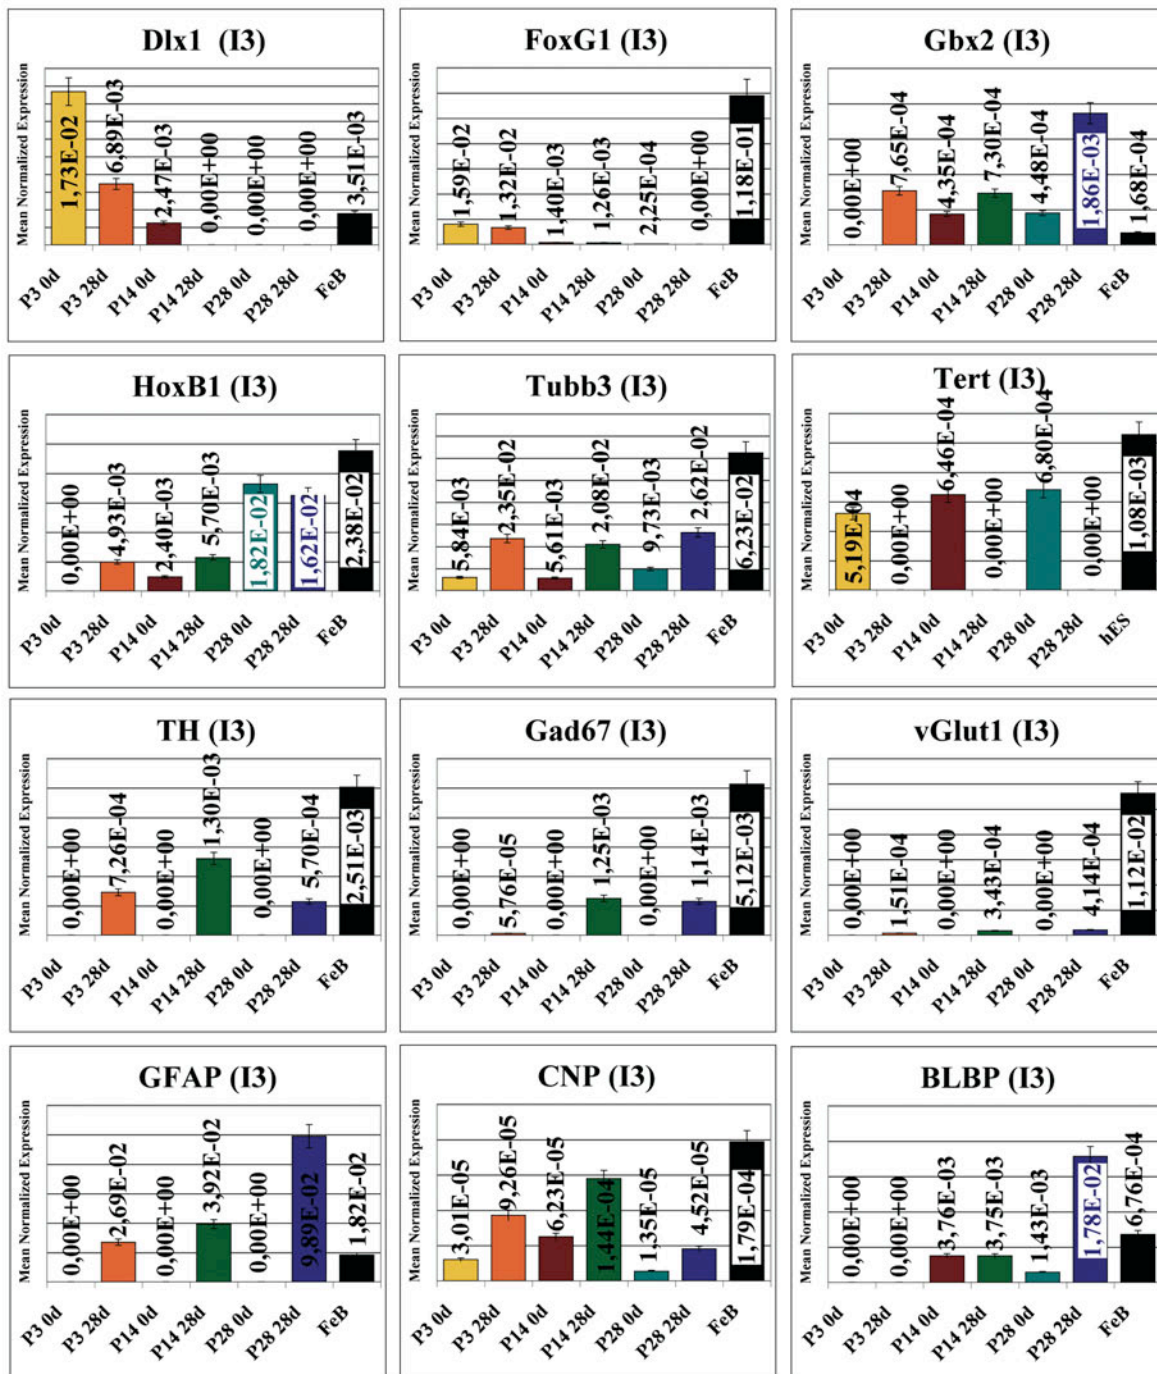 Dlx1 (I3)
Mean Normalized Expression
1,73E-02
6,89E-03
2,47E-03
0,00E+00
0,00E+00
0,00E+00
3,51E-03
P3 0d
P3 28d
P14 0d
P14 28d
P28 0d
P28 28d
FeB
FoxG1 (I3)
Mean Normalized Expression
1,59E-02
1,32E-02
1,40E-03
1,26E-03
2,25E-04
0,00E+00
1,18E-01
P3 0d
P3 28d
P14 0d
P14 28d
P28 0d
P28 28d
FeB
Gbx2 (I3)
Mean Normalized Expression
0,00E+00
7,65E-04
4,35E-04
7,30E-04
4,48E-04
1,86E-03
1,68E-04
P3 0d
P3 28d
P14 0d
P14 28d
P28 0d
P28 28d
FeB
HoxB1 (I3)
Mean Normalized Expression
0,00E+00
4,93E-03
2,40E-03
5,70E-03
1,82E-02
1,62E-02
2,38E-02
P3 0d
P3 28d
P14 0d
P14 28d
P28 0d
P28 28d
FeB
Tubb3 (I3)
Mean Normalized Expression
5,84E-03
2,35E-02
5,61E-03
2,08E-02
9,73E-03
2,62E-02
6,23E-02
P3 0d
P3 28d
P14 0d
P14 28d
P28 0d
P28 28d
FeB
Tert (I3)
Mean Normalized Expression
5,19E-04
0,00E+00
6,46E-04
0,00E+00
6,80E-04
0,00E+00
1,08E-03
P3 0d
P3 28d
P14 0d
P14 28d
P28 0d
P28 28d
hES
TH (I3)
Mean Normalized Expression
0,00E+00
7,26E-04
0,00E+00
1,30E-03
0,00E+00
5,70E-04
2,51E-03
P3 0d
P3 28d
P14 0d
P14 28d
P28 0d
P28 28d
FeB
Gad67 (I3)
Mean Normalized Expression
0,00E+00
5,76E-05
0,00E+00
1,25E-03
0,00E+00
1,14E-03
5,12E-03
P3 0d
P3 28d
P14 0d
P14 28d
P28 0d
P28 28d
FeB
vGlut1 (I3)
Mean Normalized Expression
0,00E+00
1,51E-04
0,00E+00
3,43E-04
0,00E+00
4,14E-04
1,12E-02
P3 0d
P3 28d
P14 0d
P14 28d
P28 0d
P28 28d
FeB
GFAP (I3)
Mean Normalized Expression
0,00E+00
2,69E-02
0,00E+00
3,92E-02
0,00E+00
9,89E-02
1,82E-02
P3 0d
P3 28d
P14 0d
P14 28d
P28 0d
P28 28d
FeB
CNP (I3)
Mean Normalized Expression
3,01E-05
9,26E-05
6,23E-05
1,44E-04
1,35E-05
4,52E-05
1,79E-04
P3 0d
P3 28d
P14 0d
P14 28d
P28 0d
P28 28d
FeB
BLBP (I3)
Mean Normalized Expression
0,00E+00
0,00E+00
3,76E-03
3,75E-03
1,43E-03
1,78E-02
6,76E-04
P3 0d
P3 28d
P14 0d
P14 28d
P28 0d
P28 28d
FeB